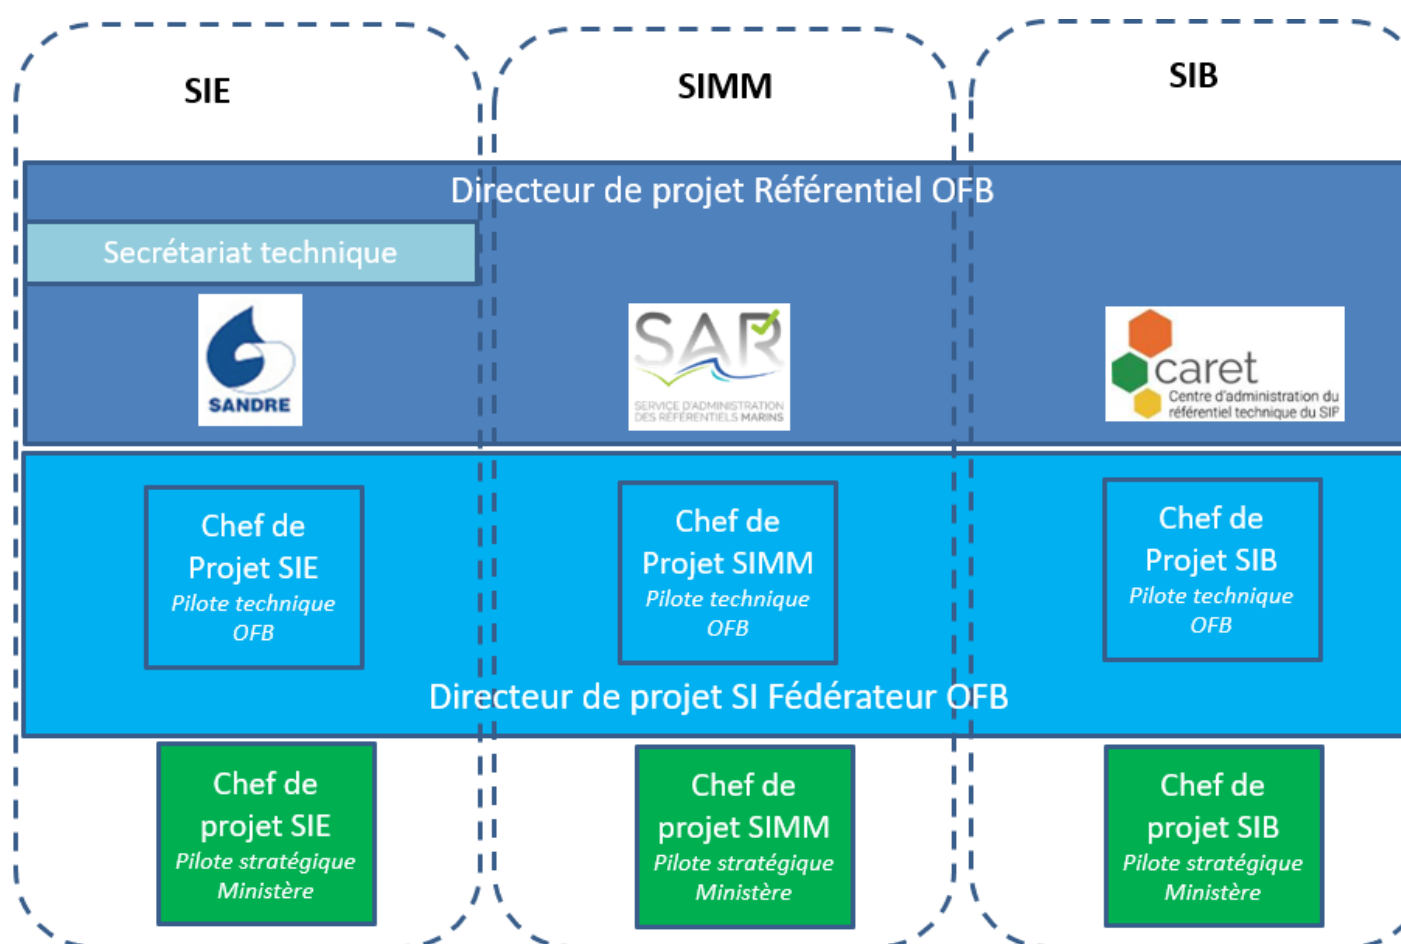 SIE
SIMM
SIB
Directeur de projet Référentiel OFB
Secrétariat technique
SANDRE
SAR
SERVICE D'ADMINISTRATION
DES RÉFÉRENTIELS MARINS
caret
Centre d'administration du
référentiel technique du SIF
Chef de
Projet SIE
Pilote technique
OFB
Chef de
Projet SIMM
Pilote technique
OFB
Chef de
Projet SIB
Pilote technique
OFB
Directeur de projet SI Fédérateur OFB
Chef de
projet SIE
Pilote stratégique
Ministère
Chef de
projet SIMM
Pilote stratégique
Ministère
Chef de
projet SIB
Pilote stratégique
Ministère